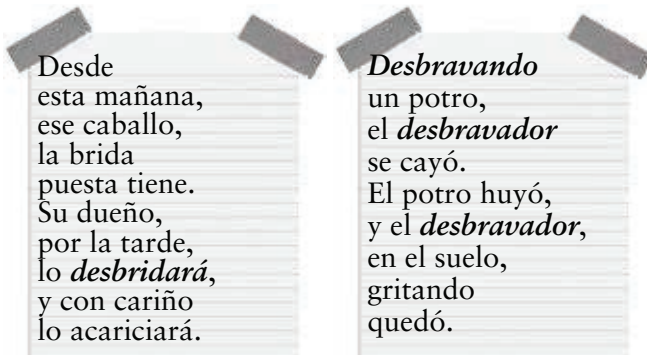 Desde
esta mañana,
ese caballo,
la brida
puesta tiene.
Su dueño,
por la tarde,
lo desbridará,
y con cariño
lo acariciará.
Desbravando
un potro,
el desbravador
se cayó.
El potro huyó,
y el desbravador,
en el suelo,
gritando
quedó.